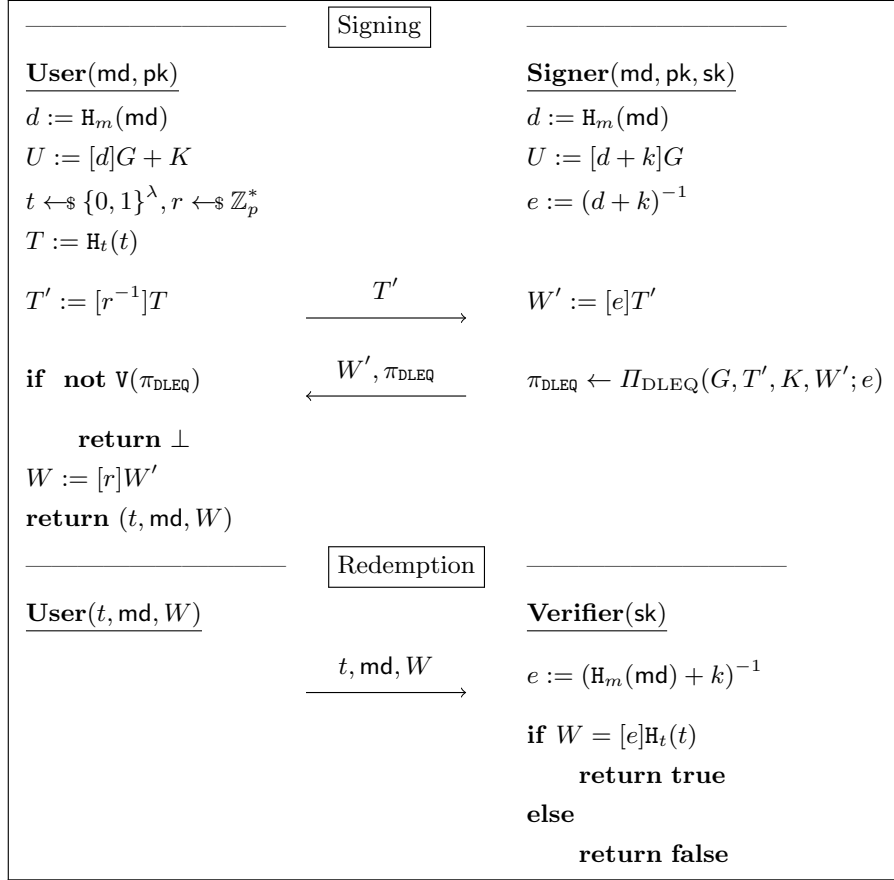 Signing
User(md, pk) Signer(md, pk, sk)
d := H_m(md) d := H_m(md)
U := [d]G + K U := [d + k]G
t ←$ {0, 1}^λ, r ←$ ℤ_p^* e := (d + k)^{-1}
T := H_t(t)
T′ := [r^{-1}]T T′ W′ := [e]T′
if not V(π_DLEQ) W′, π_DLEQ π_DLEQ ← Π_DLEQ(G, T′, K, W′; e)
return ⊥
W := [r]W′
return (t, md, W)
Redemption
User(t, md, W) Verifier(sk)
t, md, W e := (H_m(md) + k)^{-1}
if W = [e]H_t(t)
return true
else
return false